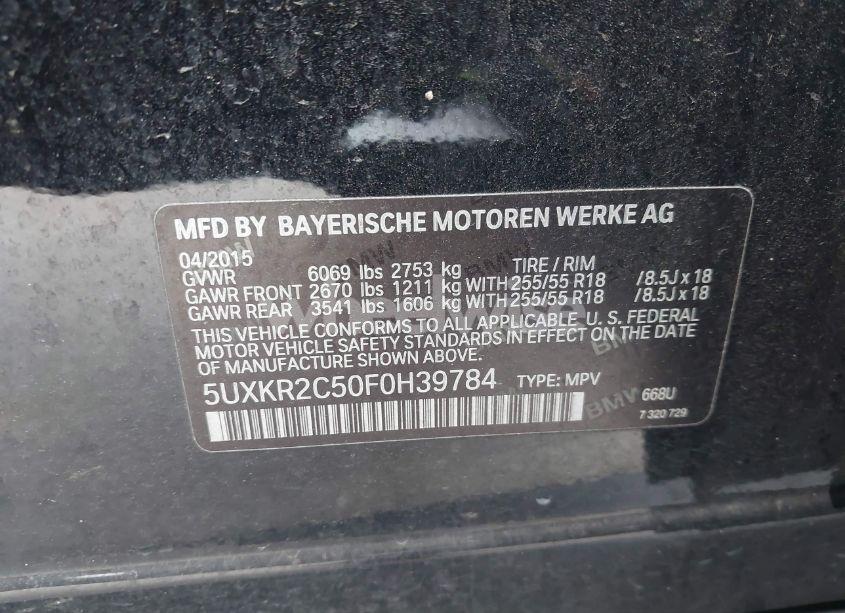 MFD BY BAYERISCHE MOTOREN WERKE AG
04/2015 TIRE / RIM
GVWR 6069 lbs 2753 kg
GAWR FRONT 2670 lbs 1211 kg WITH 255/55 R18 / 8.5J x 18
GAWR REAR 3541 lbs 1606 kg WITH 255/55 R18 / 8.5J x 18
THIS VEHICLE CONFORMS TO ALL APPLICABLE U. S. FEDERAL
MOTOR VEHICLE SAFETY STANDARDS IN EFFECT ON THE DATE
OF MANUFACTURE SHOWN ABOVE.
5UXKR2C50F0H39784 TYPE: MPV
BMW 668U
7 320 729